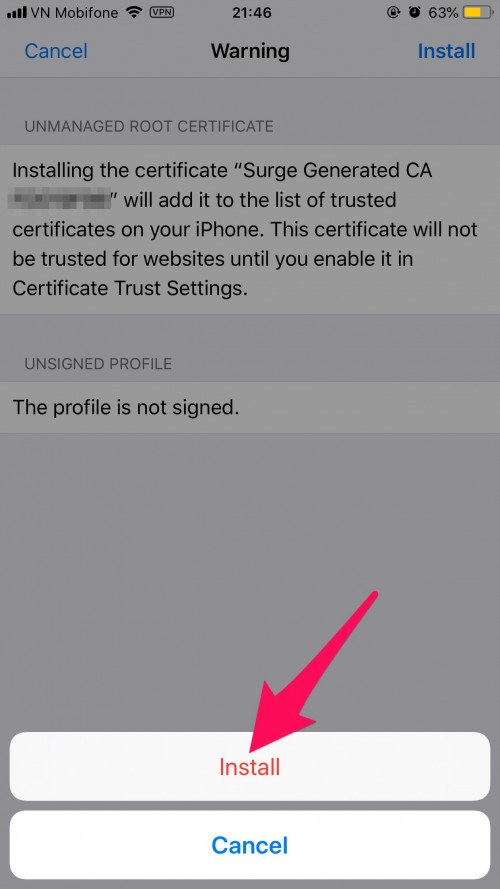 VN Mobifone VPN 21:46 63%
Cancel Warning Install
UNMANAGED ROOT CERTIFICATE
Installing the certificate “Surge Generated CA
” will add it to the list of trusted
certificates on your iPhone. This certificate will not
be trusted for websites until you enable it in
Certificate Trust Settings.
UNSIGNED PROFILE
The profile is not signed.
Install
Cancel